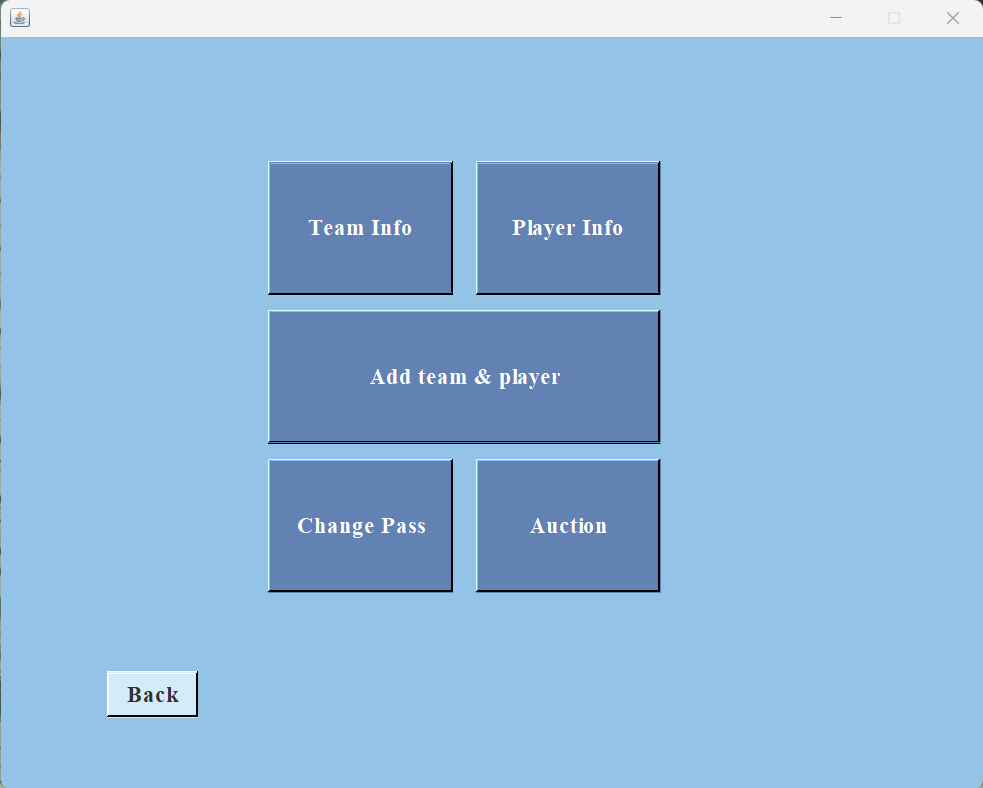 Team Info
Player Info
Add team & player
Change Pass
Auction
Back